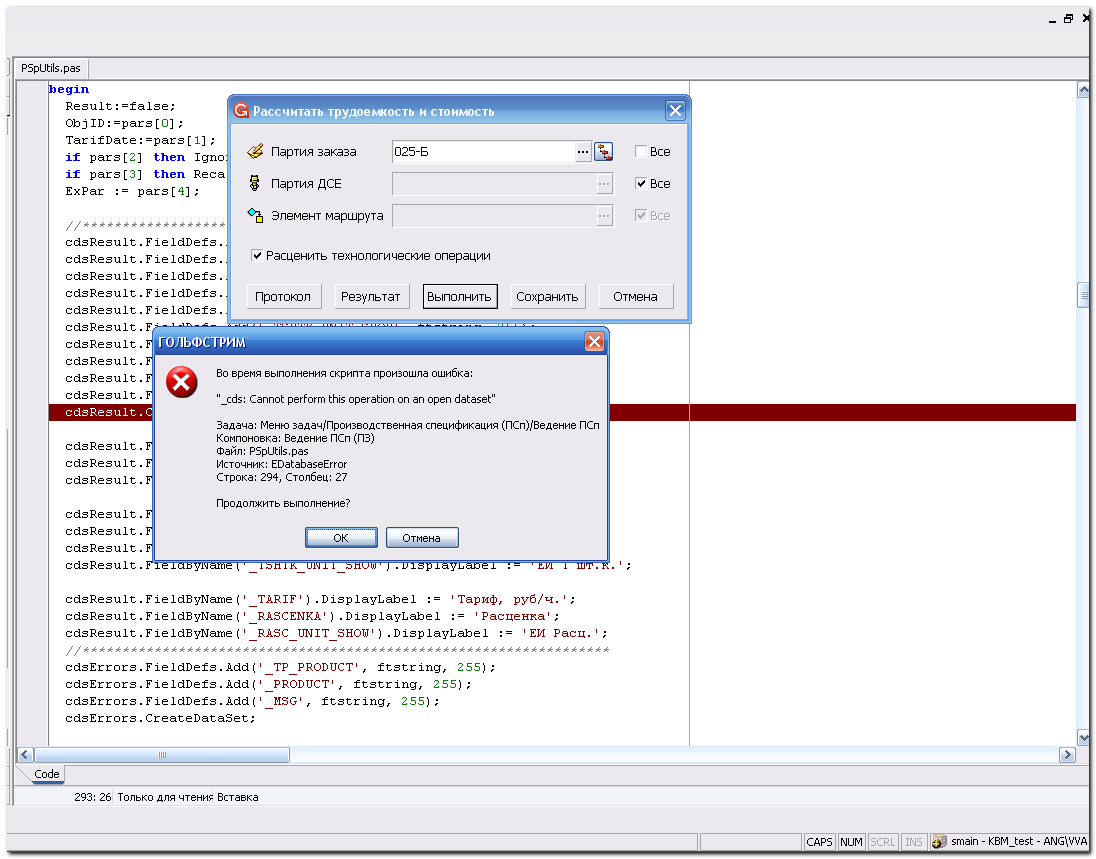 PSpUtils.pas
begin
Result:=false;
ObjID:=pars[0];
TarifDate:=pars[1];
if pars[2] then Igno
if pars[3] then Reca
ExPar := pars[4];
//******************
cdsResult.FieldDefs.
cdsResult.FieldDefs.
cdsResult.FieldDefs.
cdsResult.FieldDefs.
cdsResult.FieldDefs.
cdsResult.F
cdsResult.F
cdsResult.F
cdsResult.F
cdsResult.C
cdsResult.F
cdsResult.F
cdsResult.F
cdsResult.F
cdsResult.F
cdsResult.F
cdsResult.FieldByName('_TSHTK_UNIT_SHOW').DisplayLabel := 'ЕИ Т шт.к.';
cdsResult.FieldByName('_TARIF').DisplayLabel := 'Тариф, руб/ч.';
cdsResult.FieldByName('_RASCENKA').DisplayLabel := 'Расценка';
cdsResult.FieldByName('_RASC_UNIT_SHOW').DisplayLabel := 'ЕИ Расц.';
//******************************************************************
cdsErrors.FieldDefs.Add('_TP_PRODUCT', ftstring, 255);
cdsErrors.FieldDefs.Add('_PRODUCT', ftstring, 255);
cdsErrors.FieldDefs.Add('_MSG', ftstring, 255);
cdsErrors.CreateDataSet;
Рассчитать трудоемкость и стоимость
Партия заказа 025-Б ... Все
Партия ДСЕ ... Все
Элемент маршрута ... Все
Расценить технологические операции
Протокол Результат Выполнить Сохранить Отмена
ГОЛЬФСТРИМ
Во время выполнения скрипта произошла ошибка:
"_cds: Cannot perform this operation on an open dataset"
Задача: Меню задач/Производственная спецификация (ПСп)/Ведение ПСп
Компоновка: Ведение ПСп (ПЗ)
Файл: PSpUtils.pas
Источник: EDatabaseError
Строка: 294, Столбец: 27
Продолжить выполнение?
OK Отмена
Code
293: 26 Только для чтения Вставка
CAPS NUM SCRL INS smain - KBM_test - ANG\VVA